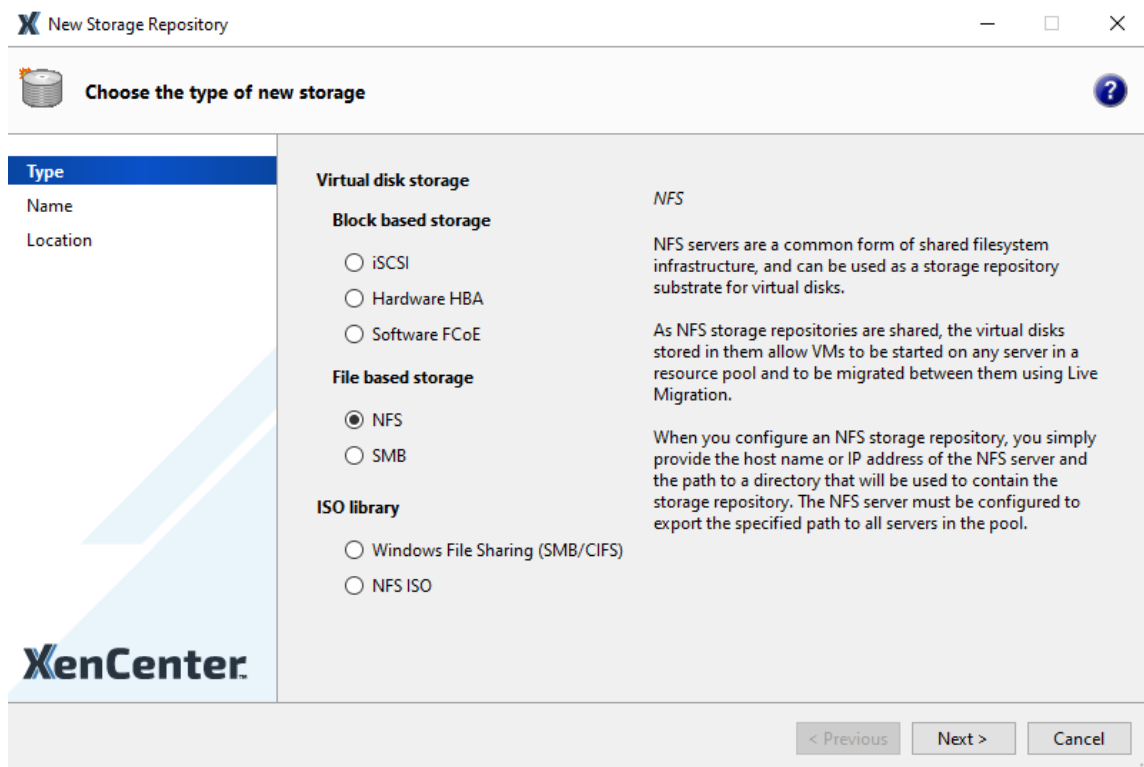 New Storage Repository
Choose the type of new storage
?
Type
Name
Location
XenCenter™
Virtual disk storage
Block based storage
iSCSI
Hardware HBA
Software FCoE
File based storage
NFS
SMB
ISO library
Windows File Sharing (SMB/CIFS)
NFS ISO
NFS
NFS servers are a common form of shared filesystem
infrastructure, and can be used as a storage repository
substrate for virtual disks.
As NFS storage repositories are shared, the virtual disks
stored in them allow VMs to be started on any server in a
resource pool and to be migrated between them using Live
Migration.
When you configure an NFS storage repository, you simply
provide the host name or IP address of the NFS server and
the path to a directory that will be used to contain the
storage repository. The NFS server must be configured to
export the specified path to all servers in the pool.
< Previous
Next >
Cancel